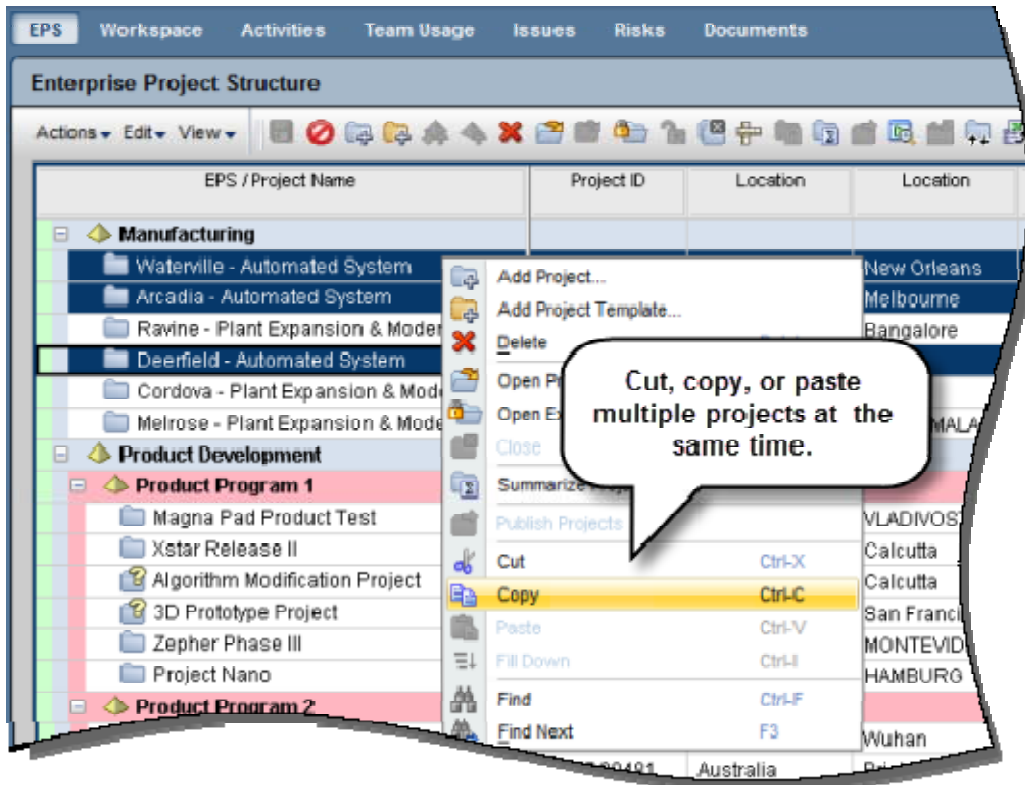 EPS Workspace Activities Team Usage Issues Risks Documents
Enterprise Project Structure
Actions Edit View
EPS / Project Name Project ID Location Location
Manufacturing
Waterville - Automated System New Orleans
Arcadia - Automated System Melbourne
Ravine - Plant Expansion & Moder Bangalore
Deerfield - Automated System
Cordova - Plant Expansion & Mod
Melrose - Plant Expansion & Mode MALA
Product Development
Product Program 1
Magna Pad Product Test VLADIVOS
Xstar Release II Calcutta
Algorithm Modification Project Calcutta
3D Prototype Project San Franci
Zepher Phase III MONTEVID
Project Nano HAMBURG
Product Program 2
Wuhan
Australia
Add Project...
Add Project Template...
Delete
Open P
Open E
Close
Summarize
Publish Projects
Cut Ctrl-X
Copy Ctrl-C
Paste Ctrl-V
Fill Down Ctrl-I
Find Ctrl-F
Find Next F3
Cut, copy, or paste
multiple projects at the
same time.